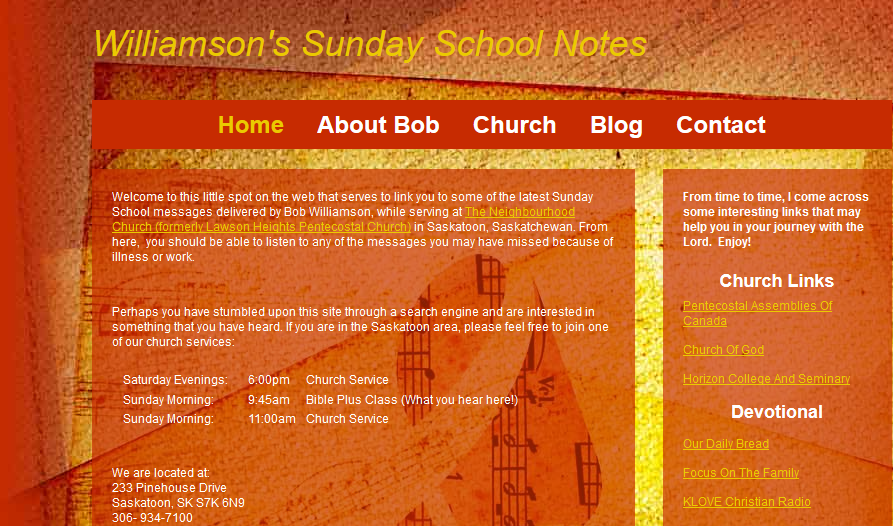 Williamson's Sunday School Notes
Home About Bob Church Blog Contact
Welcome to this little spot on the web that serves to link you to some of the latest Sunday
School messages delivered by Bob Williamson, while serving at The Neighbourhood
Church (formerly Lawson Heights Pentecostal Church) in Saskatoon, Saskatchewan. From
here, you should be able to listen to any of the messages you may have missed because of
illness or work.
Perhaps you have stumbled upon this site through a search engine and are interested in
something that you have heard. If you are in the Saskatoon area, please feel free to join one
of our church services:
Saturday Evenings: 6:00pm Church Service
Sunday Morning: 9:45am Bible Plus Class (What you hear here!)
Sunday Morning: 11:00am Church Service
We are located at:
233 Pinehouse Drive
Saskatoon, SK S7K 6N9
306- 934-7100
From time to time, I come across
some interesting links that may
help you in your journey with the
Lord. Enjoy!
Church Links
Pentecostal Assemblies Of
Canada
Church Of God
Horizon College And Seminary
Devotional
Our Daily Bread
Focus On The Family
KLOVE Christian Radio